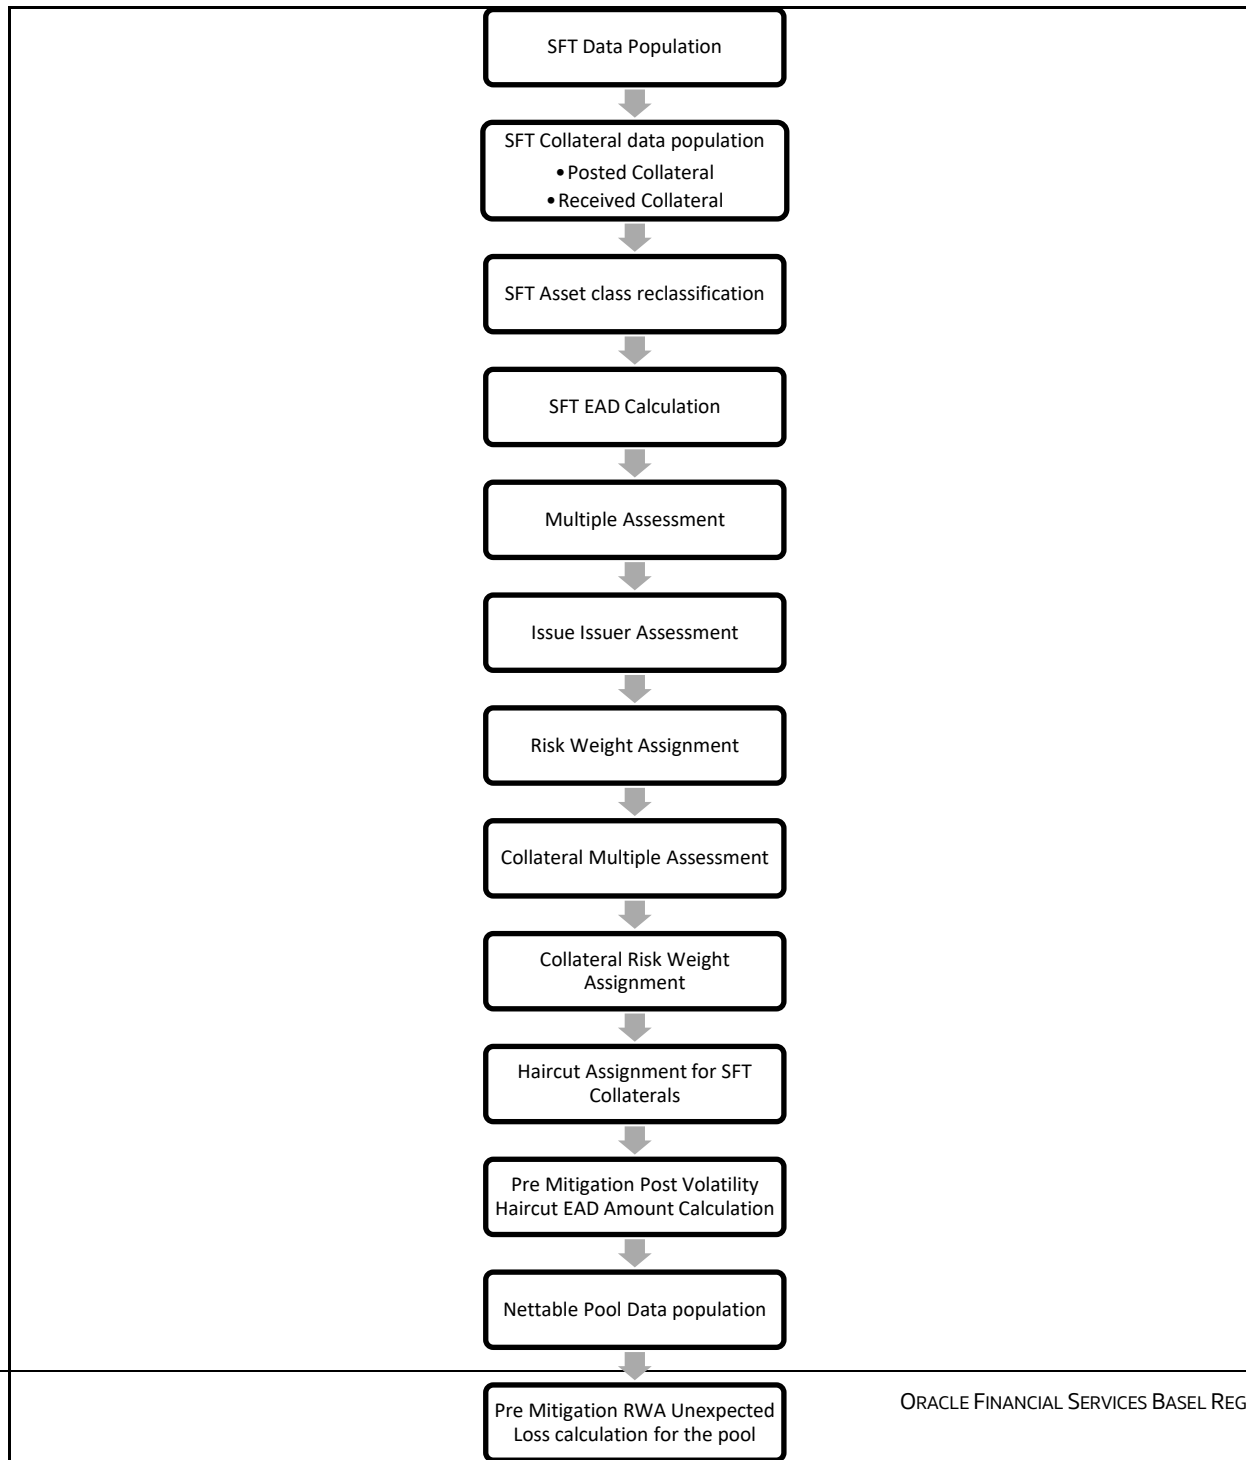 SFT Data Population
SFT Collateral data population
•Posted Collateral
•Received Collateral
SFT Asset class reclassification
SFT EAD Calculation
Multiple Assessment
Issue Issuer Assessment
Risk Weight Assignment
Collateral Multiple Assessment
Collateral Risk Weight
Assignment
Haircut Assignment for SFT
Collaterals
Pre Mitigation Post Volatility
Haircut EAD Amount Calculation
Nettable Pool Data population
Pre Mitigation RWA Unexpected
Loss calculation for the pool
ORACLE FINANCIAL SERVICES BASEL REG